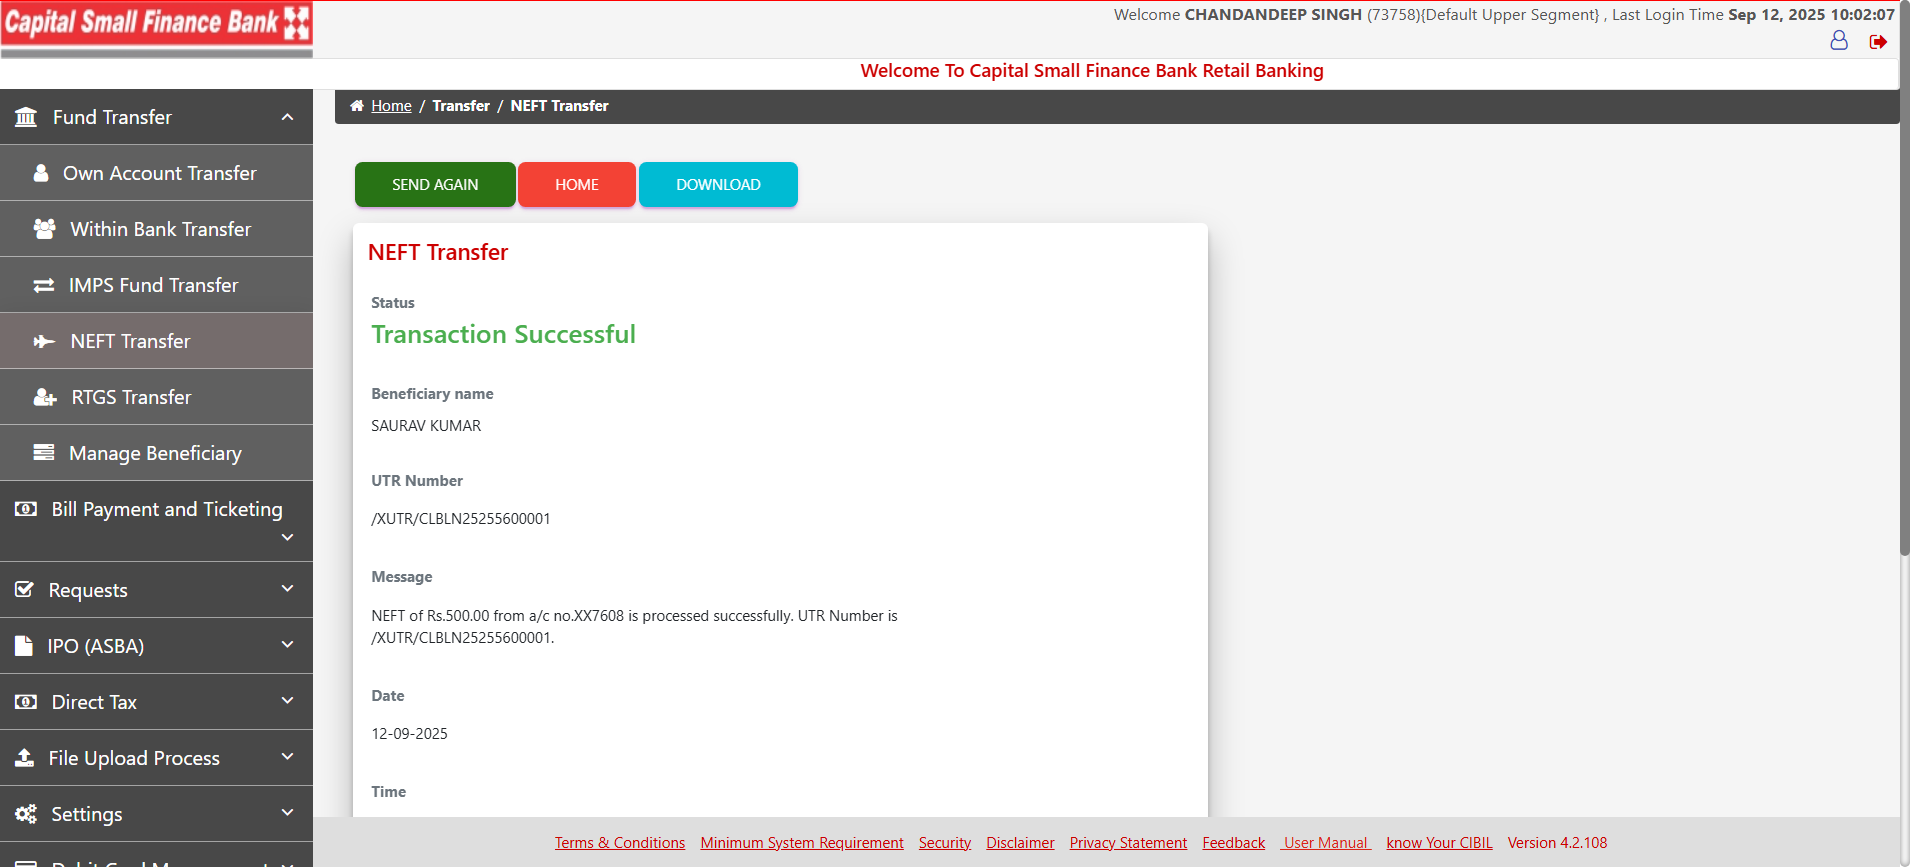 Capital Small Finance Bank
Welcome CHANDANDEEP SINGH (73758){Default Upper Segment} , Last Login Time Sep 12, 2025 10:02:07
Welcome To Capital Small Finance Bank Retail Banking
Fund Transfer
Own Account Transfer
Within Bank Transfer
IMPS Fund Transfer
NEFT Transfer
RTGS Transfer
Manage Beneficiary
Bill Payment and Ticketing
Requests
IPO (ASBA)
Direct Tax
File Upload Process
Settings
Home / Transfer / NEFT Transfer
SEND AGAIN HOME DOWNLOAD
NEFT Transfer
Status
Transaction Successful
Beneficiary name
SAURAV KUMAR
UTR Number
/XUTR/CLBLN25255600001
Message
NEFT of Rs.500.00 from a/c no.XX7608 is processed successfully. UTR Number is
/XUTR/CLBLN25255600001.
Date
12-09-2025
Time
Terms & Conditions Minimum System Requirement Security Disclaimer Privacy Statement Feedback User Manual know Your CIBIL Version 4.2.108